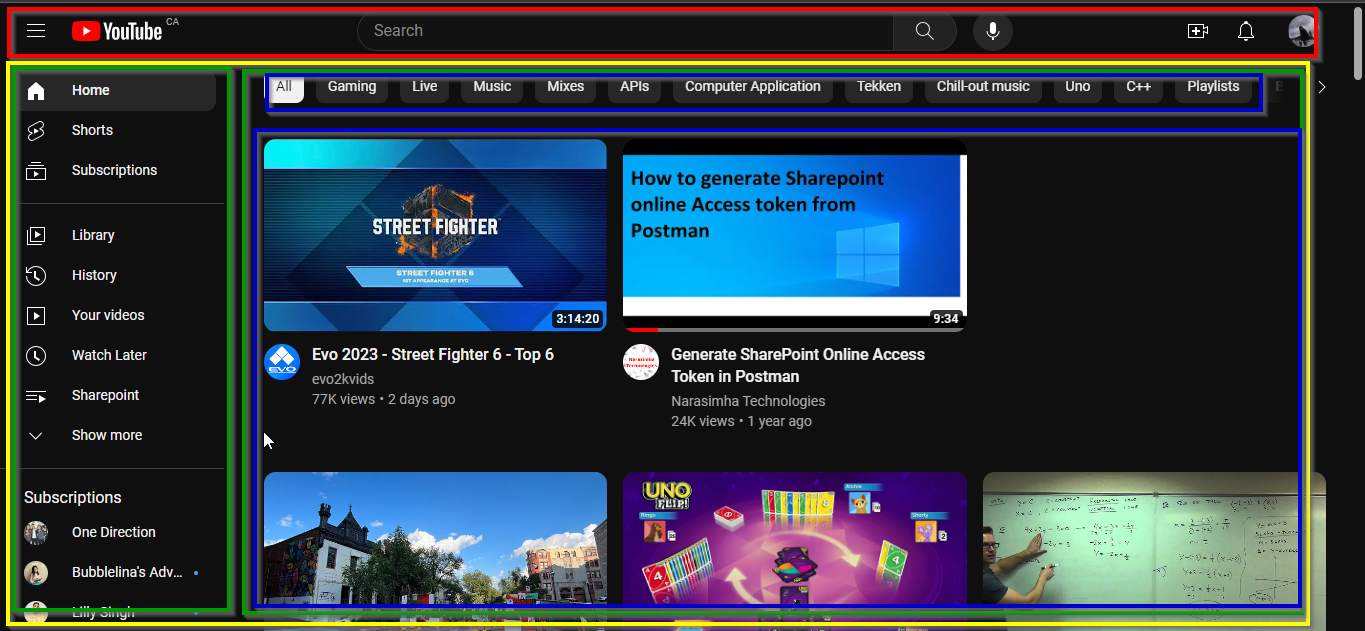 YouTube CA
Search
Home
Shorts
Subscriptions
Library
History
Your videos
Watch Later
Sharepoint
Show more
Subscriptions
One Direction
Bubblelina's Adv...
Lilly Singh
All Gaming Live Music Mixes APIs Computer Application Tekken Chill-out music Uno C++ Playlists
STREET FIGHTER
STREET FIGHTER 6
1ST APPEARANCE AT EVO
3:14:20
EVO
Evo 2023 - Street Fighter 6 - Top 6
evo2kvids
77K views • 2 days ago
How to generate Sharepoint
online Access token from
Postman
9:34
Narasimha
Technologies
Generate SharePoint Online Access
Token in Postman
Narasimha Technologies
24K views • 1 year ago
UNO
FLIP!
Archie
Ringo
Shorty
2
4
4